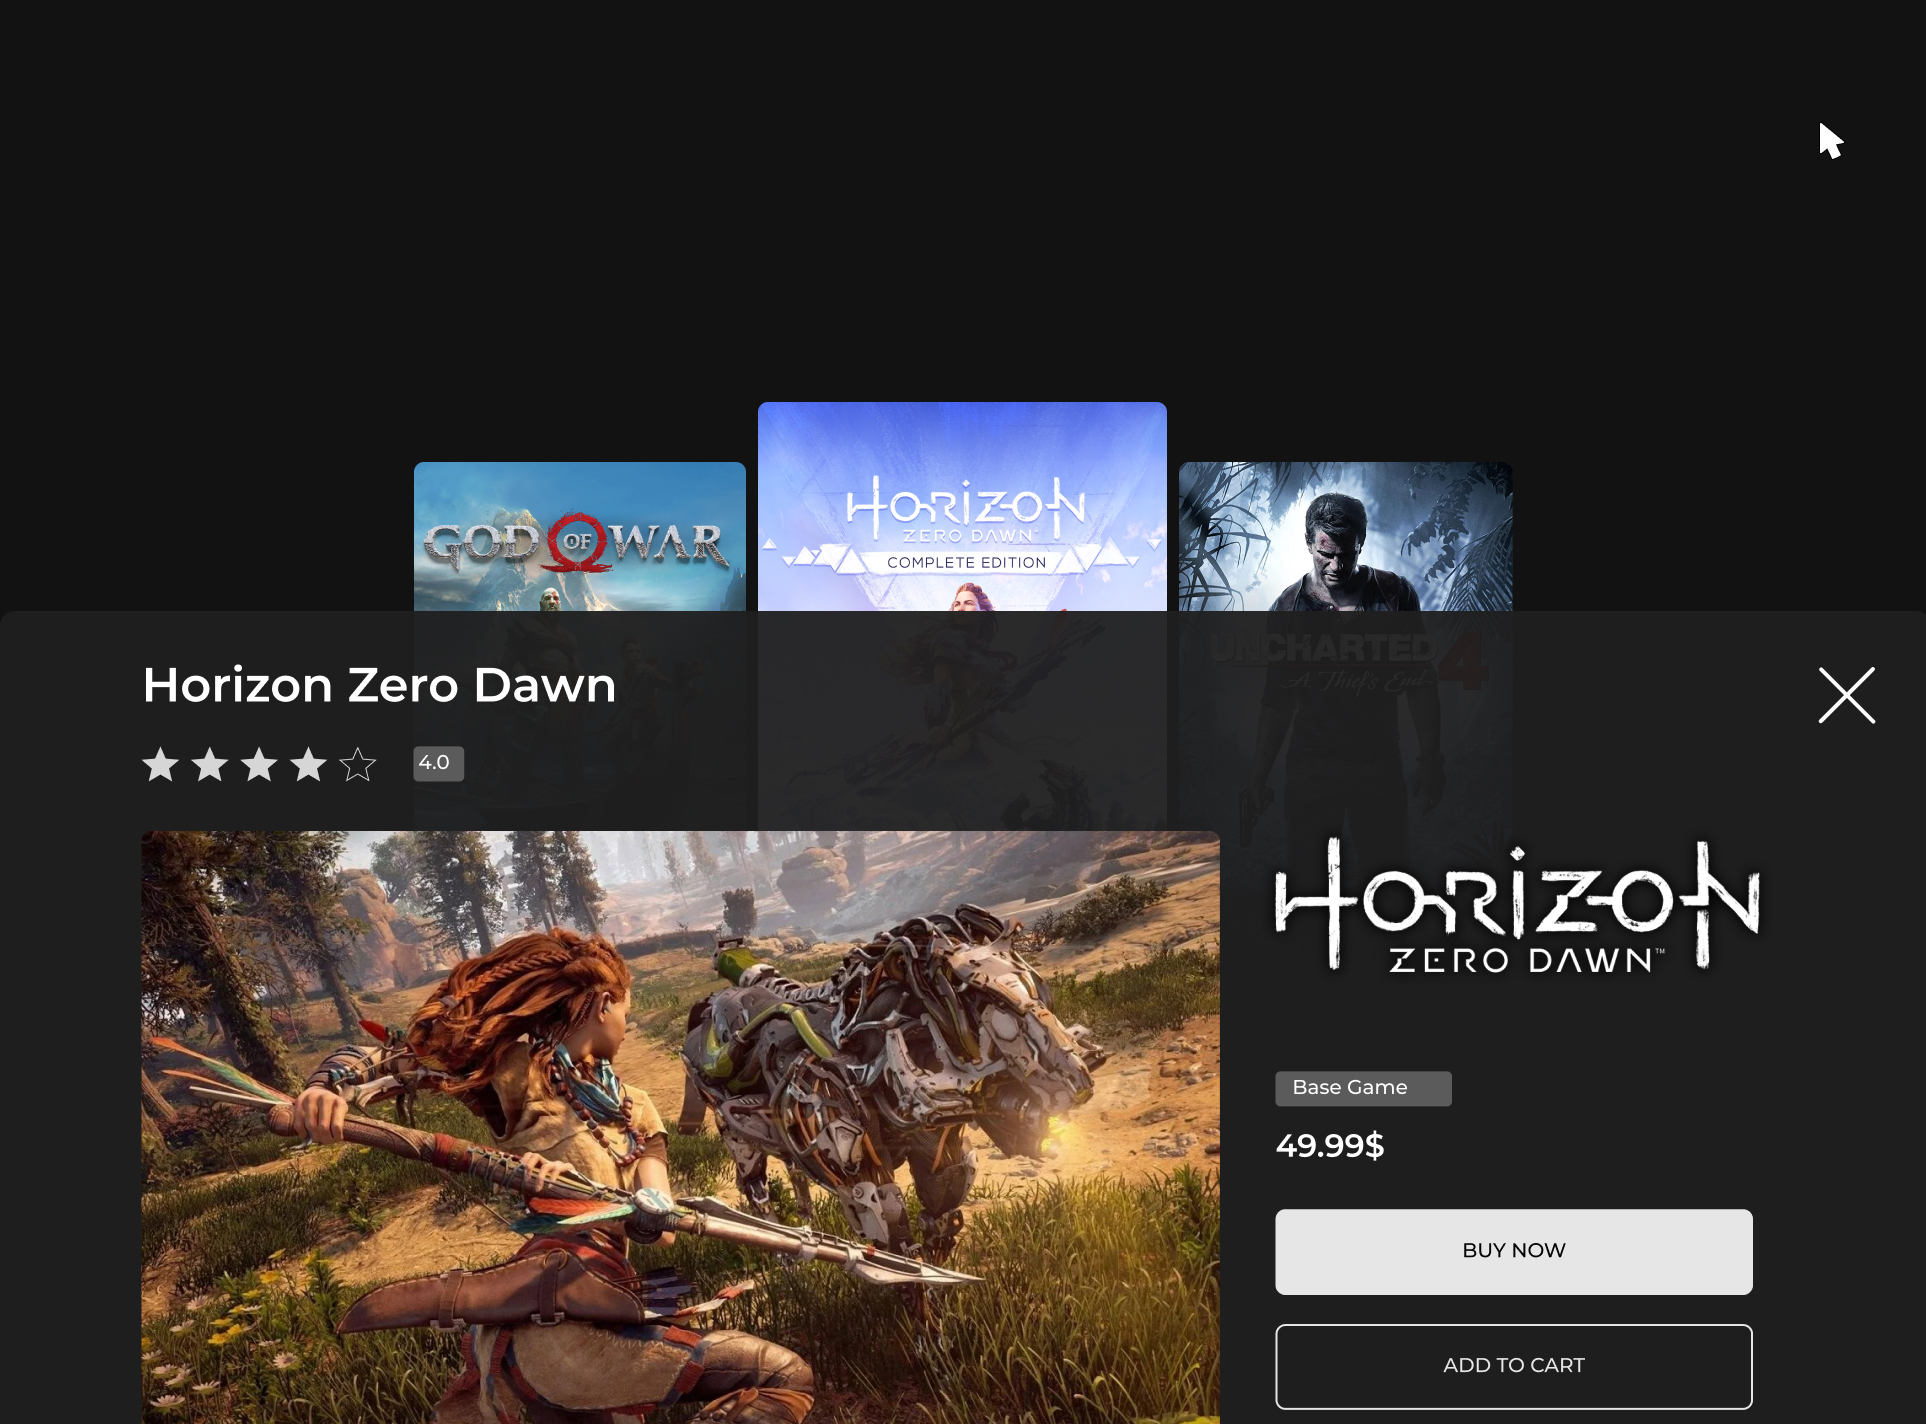 GOD OF WAR
HORIZON
ZERO DAWN
COMPLETE EDITION
UNCHARTED 4
A Thief's End
Horizon Zero Dawn
4.0
HORIZON
ZERO DAWN™
Base Game
49.99$
BUY NOW
ADD TO CART